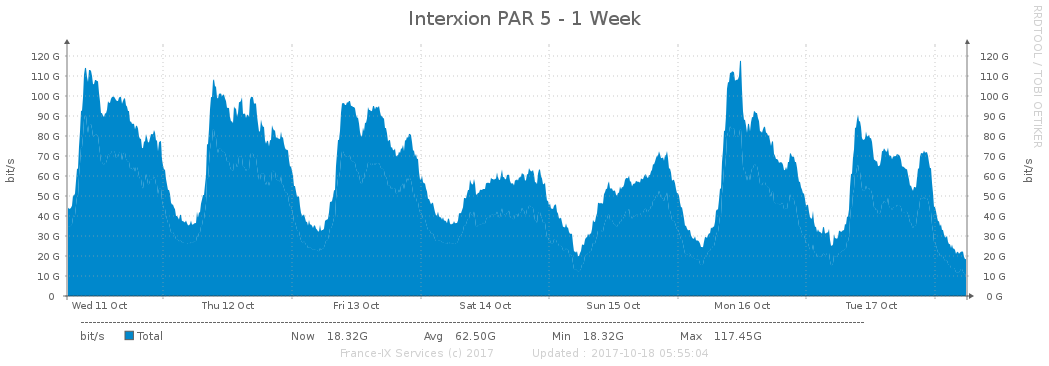 Interxion PAR 5 - 1 Week
RRDTOOL / TOBI OETIKER
bit/s
120 G
110 G
100 G
90 G
80 G
70 G
60 G
50 G
40 G
30 G
20 G
10 G
0
120 G
110 G
100 G
90 G
80 G
70 G
60 G
50 G
40 G
30 G
20 G
10 G
0 G
bit/s
Wed 11 Oct Thu 12 Oct Fri 13 Oct Sat 14 Oct Sun 15 Oct Mon 16 Oct Tue 17 Oct
bit/s Total Now 18.32G Avg 62.50G Min 18.32G Max 117.45G
France-IX Services (c) 2017 Updated : 2017-10-18 05:55:04